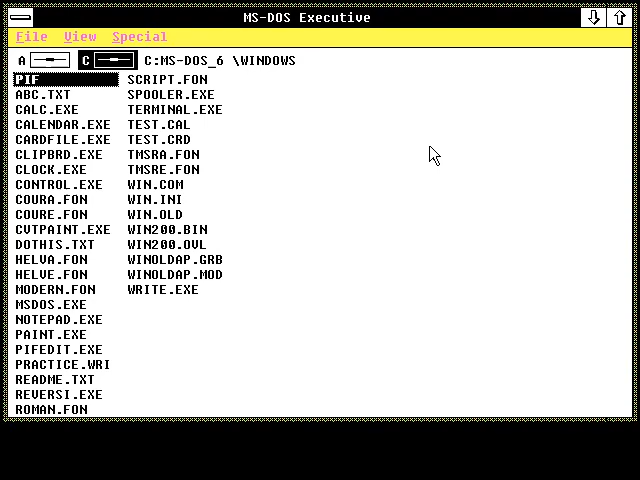 MS-DOS Executive
File View Special
A C C:MS-DOS_6 \WINDOWS
PIF
ABC.TXT
CALC.EXE
CALENDAR.EXE
CARDFILE.EXE
CLIPBRD.EXE
CLOCK.EXE
CONTROL.EXE
COURA.FON
COURE.FON
CVTPAINT.EXE
DOTHIS.TXT
HELVA.FON
HELVE.FON
MODERN.FON
MSDOS.EXE
NOTEPAD.EXE
PAINT.EXE
PIFEDIT.EXE
PRACTICE.WRI
README.TXT
REVERSI.EXE
ROMAN.FON
SCRIPT.FON
SPOOLER.EXE
TERMINAL.EXE
TEST.CAL
TEST.CRD
TMSRA.FON
TMSRE.FON
WIN.COM
WIN.INI
WIN.OLD
WIN200.BIN
WIN200.OVL
WINOLDAP.GRB
WINOLDAP.MOD
WRITE.EXE